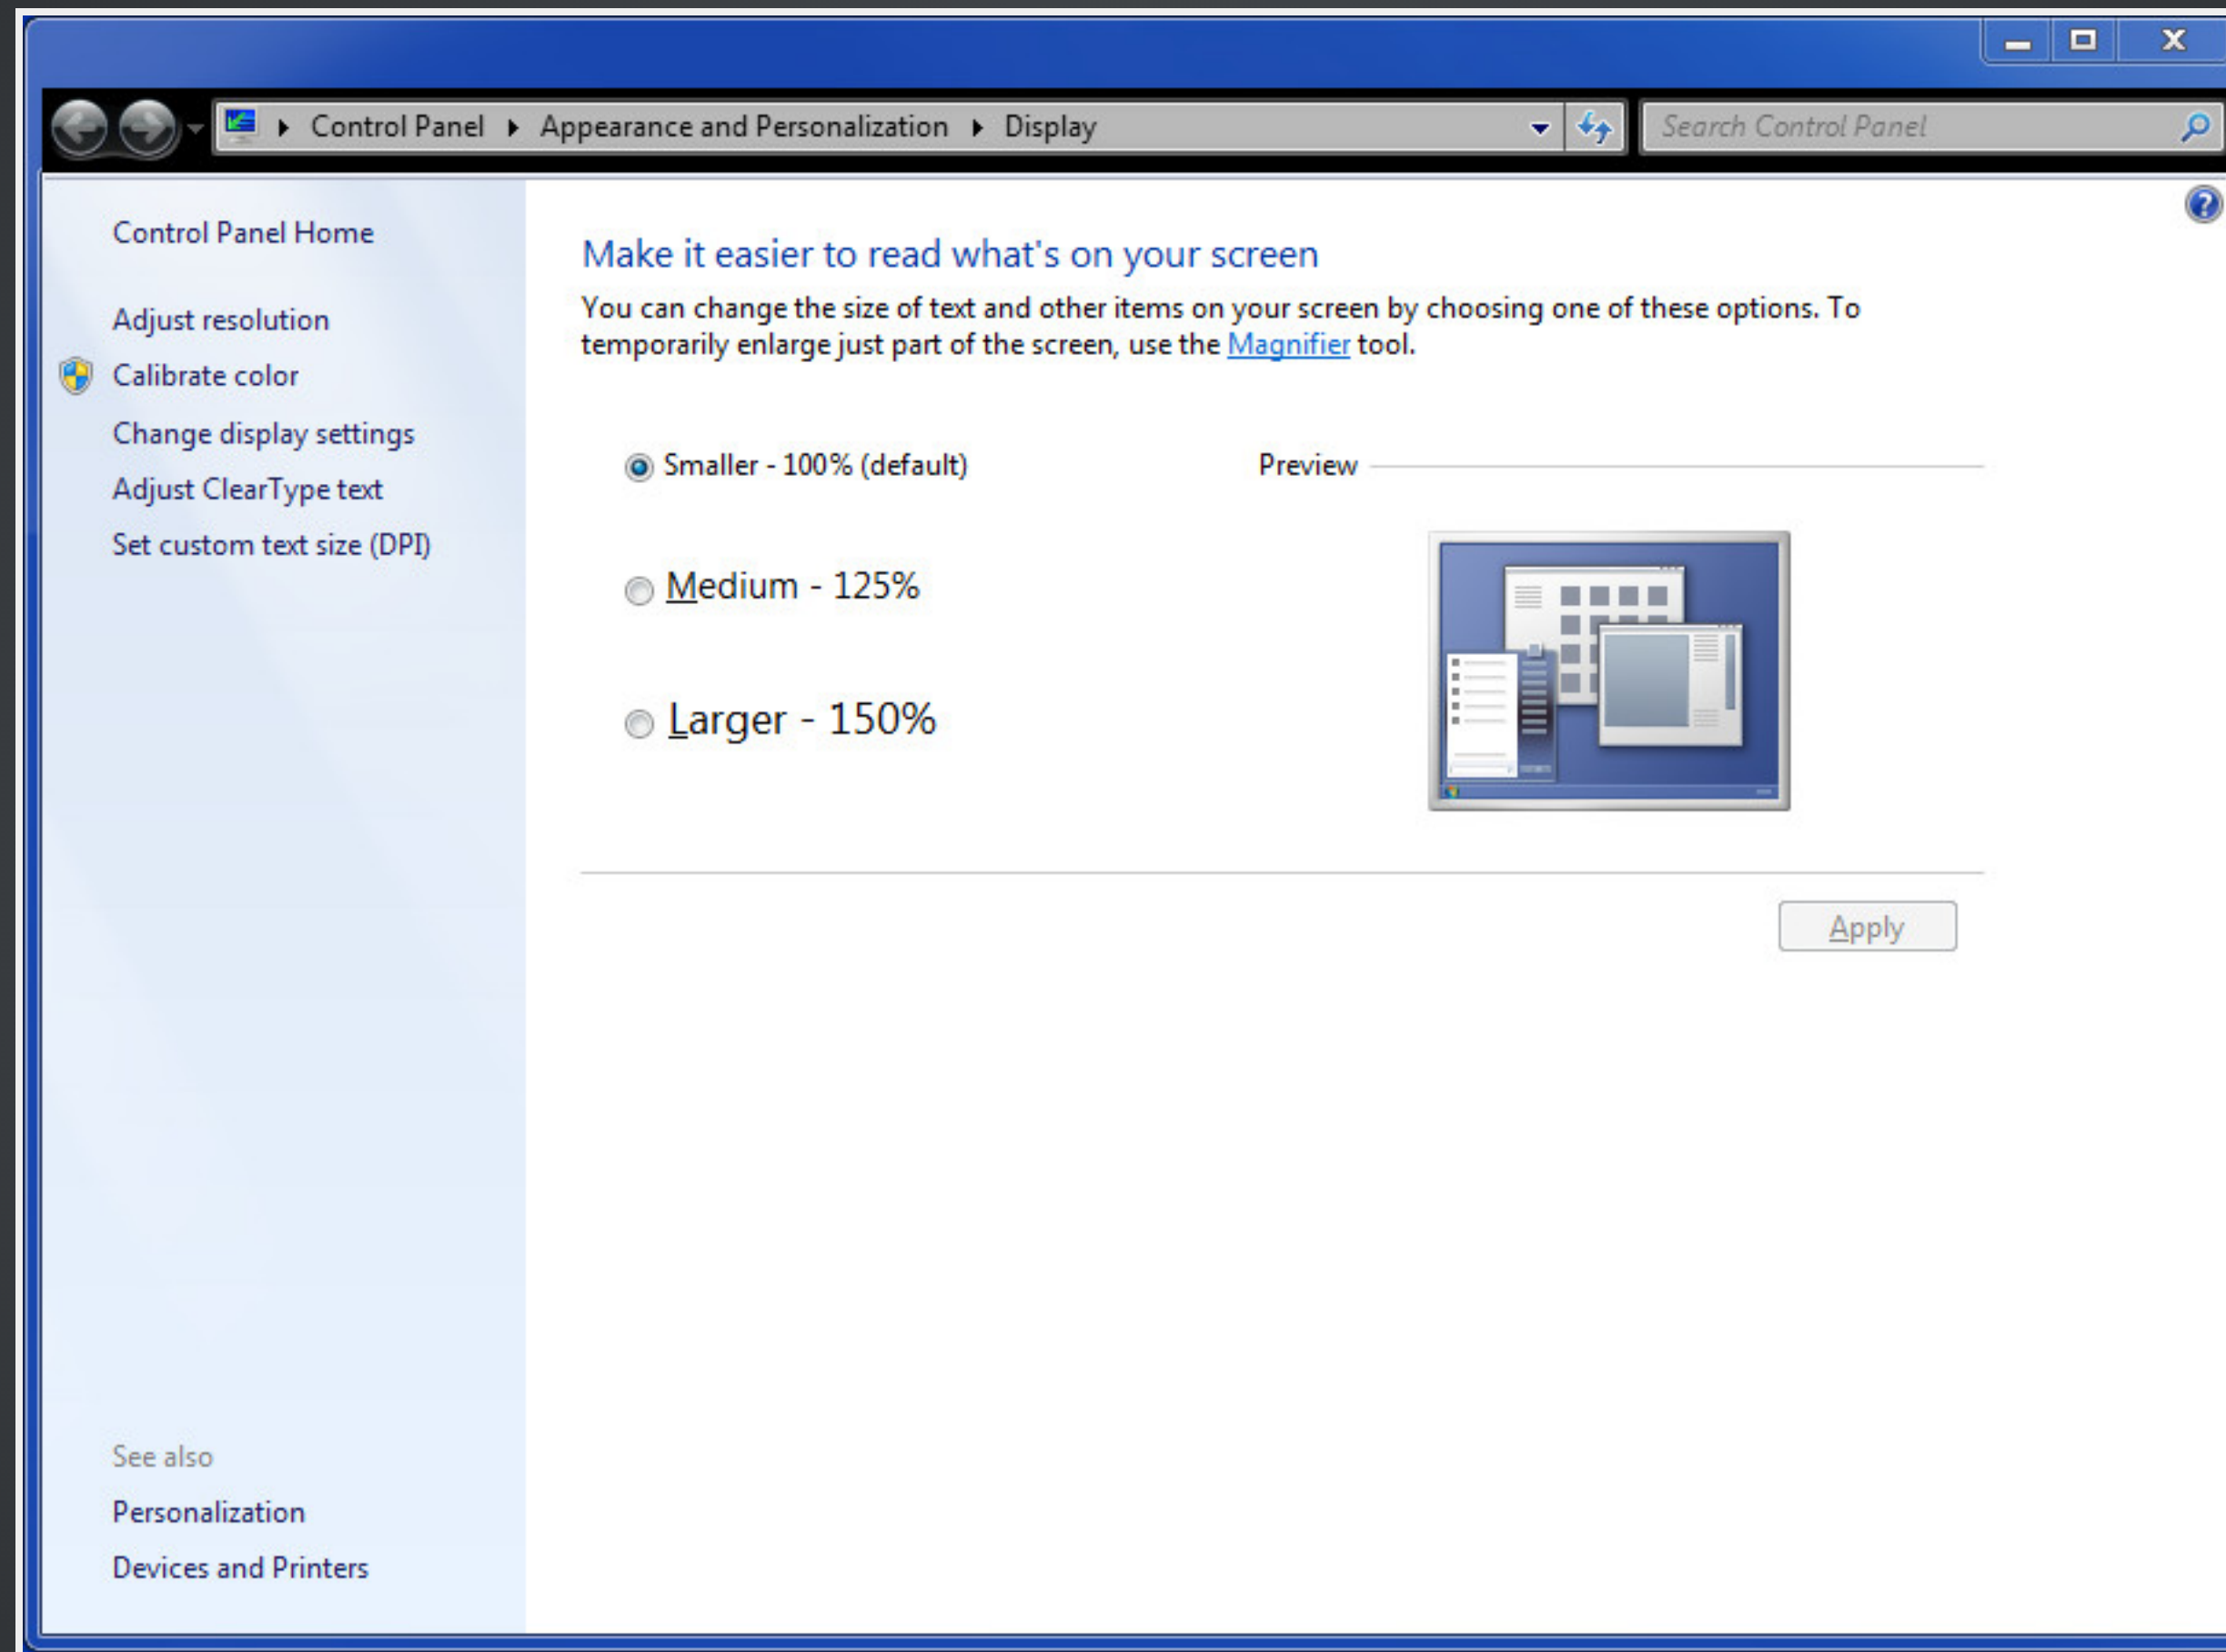 Control Panel Appearance and Personalization Display
Search Control Panel
Control Panel Home
Adjust resolution
Calibrate color
Change display settings
Adjust ClearType text
Set custom text size (DPI)
See also
Personalization
Devices and Printers
Make it easier to read what's on your screen
You can change the size of text and other items on your screen by choosing one of these options. To
temporarily enlarge just part of the screen, use the Magnifier tool.
Smaller - 100% (default)
Preview
Medium - 125%
Larger - 150%
Apply